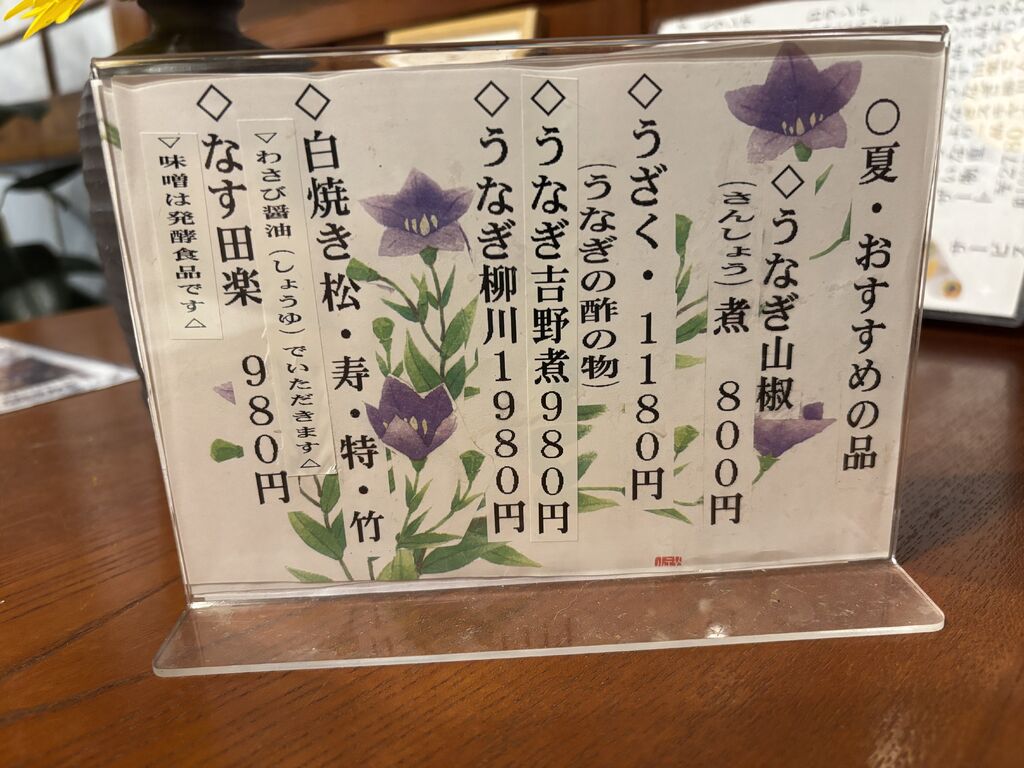 ○夏・おすすめの品
◇うなぎ山椒
(さんしょう)煮 800円
◇うざく・1180円
(うなぎの酢の物)
◇うなぎ吉野煮980円
◇うなぎ柳川1980円
◇白焼き松・寿・特・竹
▽わさび醤油(しょうゆ)でいただきます△
◇なす田楽 980円
▽味噌は発酵食品です△